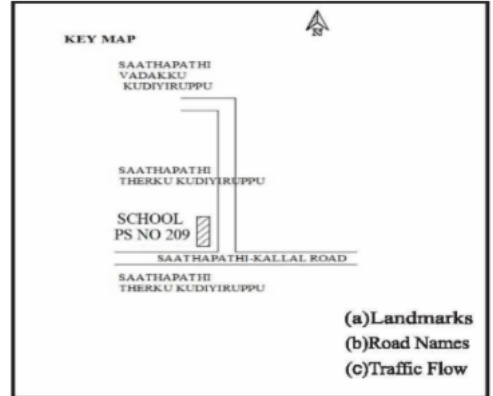 N
KEY MAP
SAATHAPATHI
VADAKKU
KUDIYIRUPPU
SAATHAPATHI
THERKU KUDIYIRUPPU
SCHOOL
PS NO 209
SAATHAPATHI-KALLAL ROAD
SAATHAPATHI
THERKU KUDIYIRUPPU
(a)Landmarks
(b)Road Names
(c)Traffic Flow